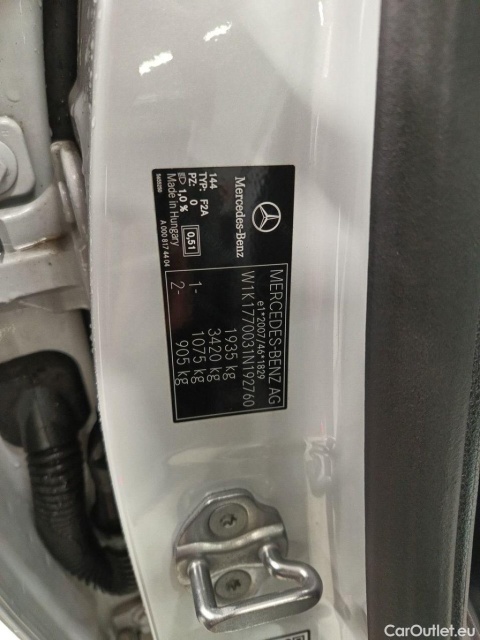 Mercedes-Benz
MERCEDES-BENZ AG
e1*2007/46*1829
W1K1770031N192760
1935 kg
3420 kg
1- 1075 kg
2- 905 kg
144
TYP: F2A
PZ: 0
1,0 %
0,51
Made in Hungary
A 000 817 44 04
CarOutlet.eu